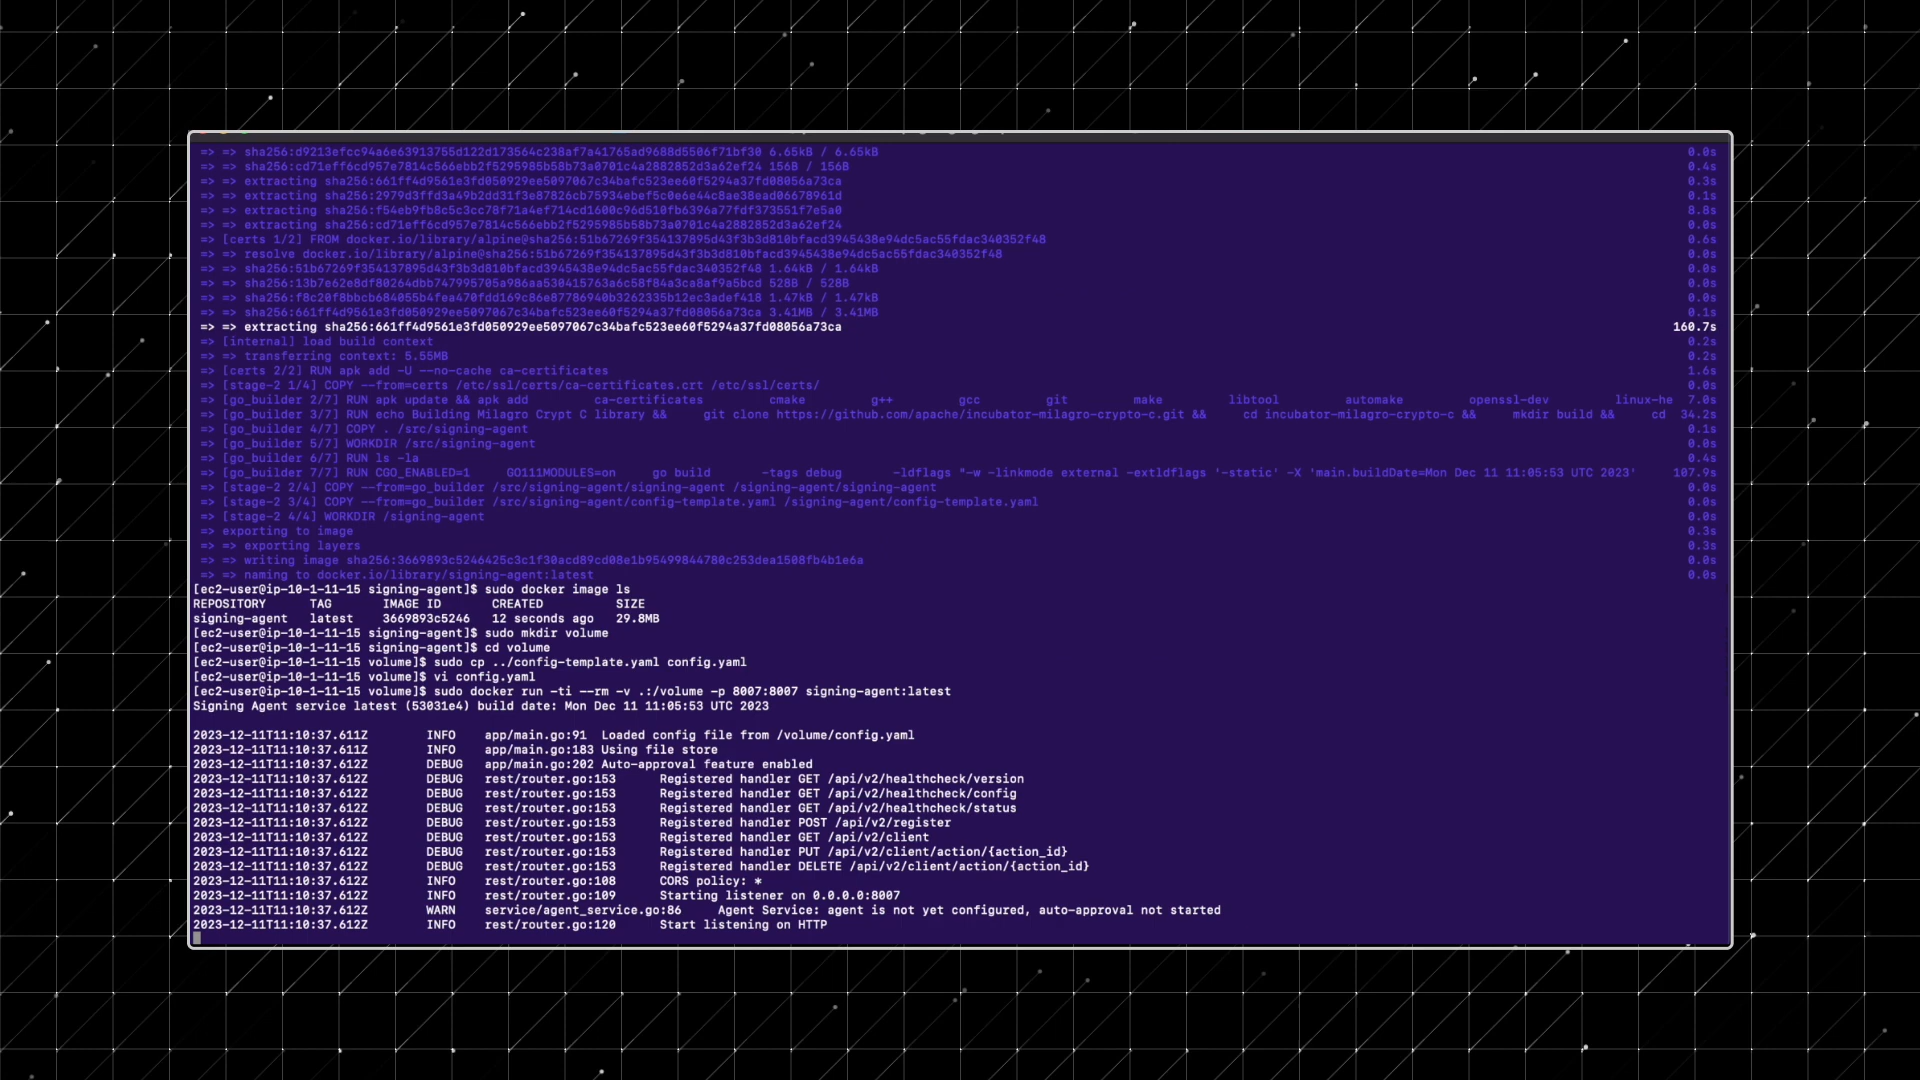 => => sha256:d9213efcc94a6e63913755d122d173564c238af7a41765ad9688d5506f71bf30 6.65kB / 6.65kB 0.0s
=> => sha256:cd71eff6cd957e7814c566ebb2f5295985b58b73a0701c4a2882852d3a62ef24 156B / 156B 0.4s
=> => extracting sha256:661ff4d9561e3fd050929ee5097067c34bafc523ee60f5294a37fd08056a73ca 0.3s
=> => extracting sha256:2979d3ffd3a49b2dd31f3e87826cb75934ebef5c0e6e44c8ae38ead06678961d 0.1s
=> => extracting sha256:f54eb9fb8c5c3cc78f71a4ef714cd1600c96d510fb6396a77fdf373551f7e5a0 8.8s
=> => extracting sha256:cd71eff6cd957e7814c566ebb2f5295985b58b73a0701c4a2882852d3a62ef24 0.0s
=> [certs 1/2] FROM docker.io/library/alpine@sha256:51b67269f354137895d43f3b3d810bfacd3945438e94dc5ac55fdac340352f48 0.6s
=> => resolve docker.io/library/alpine@sha256:51b67269f354137895d43f3b3d810bfacd3945438e94dc5ac55fdac340352f48 0.0s
=> => sha256:51b67269f354137895d43f3b3d810bfacd3945438e94dc5ac55fdac340352f48 1.64kB / 1.64kB 0.0s
=> => sha256:13b7e62e8df80264dbb747995705a986aa530415763a6c58f84a3ca8af9a5bcd 528B / 528B 0.0s
=> => sha256:f8c20f8bbcb684055b4fea470fdd169c86e87786940b3262335b12ec3adef418 1.47kB / 1.47kB 0.0s
=> => sha256:661ff4d9561e3fd050929ee5097067c34bafc523ee60f5294a37fd08056a73ca 3.41MB / 3.41MB 0.1s
=> => extracting sha256:661ff4d9561e3fd050929ee5097067c34bafc523ee60f5294a37fd08056a73ca 160.7s
=> [internal] load build context 0.2s
=> => transferring context: 5.55MB 0.2s
=> [certs 2/2] RUN apk add -U --no-cache ca-certificates 1.6s
=> [stage-2 1/4] COPY --from=certs /etc/ssl/certs/ca-certificates.crt /etc/ssl/certs/ 0.0s
=> [go_builder 2/7] RUN apk update && apk add ca-certificates cmake g++ gcc git make libtool automake openssl-dev linux-he 7.0s
=> [go_builder 3/7] RUN echo Building Milagro Crypt C library && git clone https://github.com/apache/incubator-milagro-crypto-c.git && cd incubator-milagro-crypto-c && mkdir build && cd 34.2s
=> [go_builder 4/7] COPY . /src/signing-agent 0.1s
=> [go_builder 5/7] WORKDIR /src/signing-agent 0.0s
=> [go_builder 6/7] RUN ls -la 0.4s
=> [go_builder 7/7] RUN CGO_ENABLED=1 GO111MODULES=on go build -tags debug -ldflags "-w -linkmode external -extldflags '-static' -X 'main.buildDate=Mon Dec 11 11:05:53 UTC 2023' 107.9s
=> [stage-2 2/4] COPY --from=go_builder /src/signing-agent/signing-agent /signing-agent/signing-agent 0.0s
=> [stage-2 3/4] COPY --from=go_builder /src/signing-agent/config-template.yaml /signing-agent/config-template.yaml 0.0s
=> [stage-2 4/4] WORKDIR /signing-agent 0.0s
=> exporting to image 0.3s
=> => exporting layers 0.3s
=> => writing image sha256:3669893c5246425c3c1f30acd89cd08e1b95499844780c253dea1508fb4b1e6a 0.0s
=> => naming to docker.io/library/signing-agent:latest 0.0s
[ec2-user@ip-10-1-11-15 signing-agent]$ sudo docker image ls
REPOSITORY TAG IMAGE ID CREATED SIZE
signing-agent latest 3669893c5246 12 seconds ago 29.8MB
[ec2-user@ip-10-1-11-15 signing-agent]$ sudo mkdir volume
[ec2-user@ip-10-1-11-15 signing-agent]$ cd volume
[ec2-user@ip-10-1-11-15 volume]$ sudo cp ../config-template.yaml config.yaml
[ec2-user@ip-10-1-11-15 volume]$ vi config.yaml
[ec2-user@ip-10-1-11-15 volume]$ sudo docker run -ti --rm -v .:/volume -p 8007:8007 signing-agent:latest
Signing Agent service latest (53031e4) build date: Mon Dec 11 11:05:53 UTC 2023
2023-12-11T11:10:37.611Z INFO app/main.go:91 Loaded config file from /volume/config.yaml
2023-12-11T11:10:37.611Z INFO app/main.go:183 Using file store
2023-12-11T11:10:37.612Z DEBUG app/main.go:202 Auto-approval feature enabled
2023-12-11T11:10:37.612Z DEBUG rest/router.go:153 Registered handler GET /api/v2/healthcheck/version
2023-12-11T11:10:37.612Z DEBUG rest/router.go:153 Registered handler GET /api/v2/healthcheck/config
2023-12-11T11:10:37.612Z DEBUG rest/router.go:153 Registered handler GET /api/v2/healthcheck/status
2023-12-11T11:10:37.612Z DEBUG rest/router.go:153 Registered handler POST /api/v2/register
2023-12-11T11:10:37.612Z DEBUG rest/router.go:153 Registered handler GET /api/v2/client
2023-12-11T11:10:37.612Z DEBUG rest/router.go:153 Registered handler PUT /api/v2/client/action/{action_id}
2023-12-11T11:10:37.612Z DEBUG rest/router.go:153 Registered handler DELETE /api/v2/client/action/{action_id}
2023-12-11T11:10:37.612Z INFO rest/router.go:108 CORS policy: *
2023-12-11T11:10:37.612Z INFO rest/router.go:109 Starting listener on 0.0.0.0:8007
2023-12-11T11:10:37.612Z WARN service/agent_service.go:86 Agent Service: agent is not yet configured, auto-approval not started
2023-12-11T11:10:37.612Z INFO rest/router.go:120 Start listening on HTTP